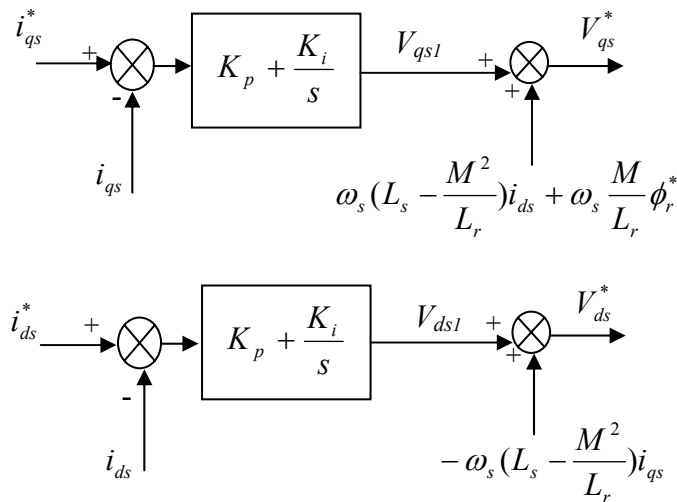 i*qs + - Kp + Ki/s Vqs1 + + V*qs
iqs
ωs(Ls − M²/Lr)ids + ωs M/Lr ϕ*r
i*ds + - Kp + Ki/s Vds1 + + V*ds
ids
− ωs(Ls − M²/Lr)iqs